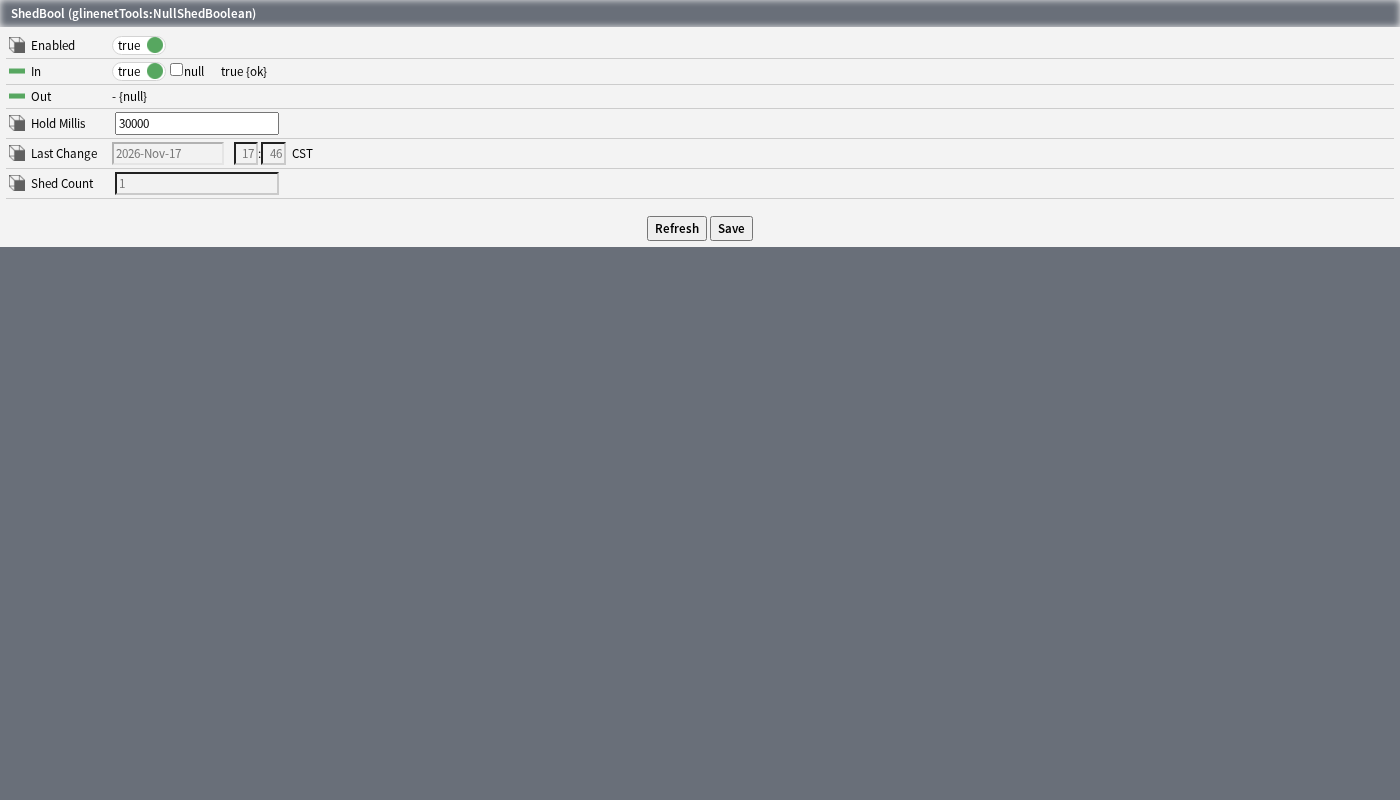 ShedBool (glinenetTools:NullShedBoolean)
Enabled true
In true null true {ok}
Out - {null}
Hold Millis 30000
Last Change 2026-Nov-17 17:46 CST
Shed Count 1
Refresh Save